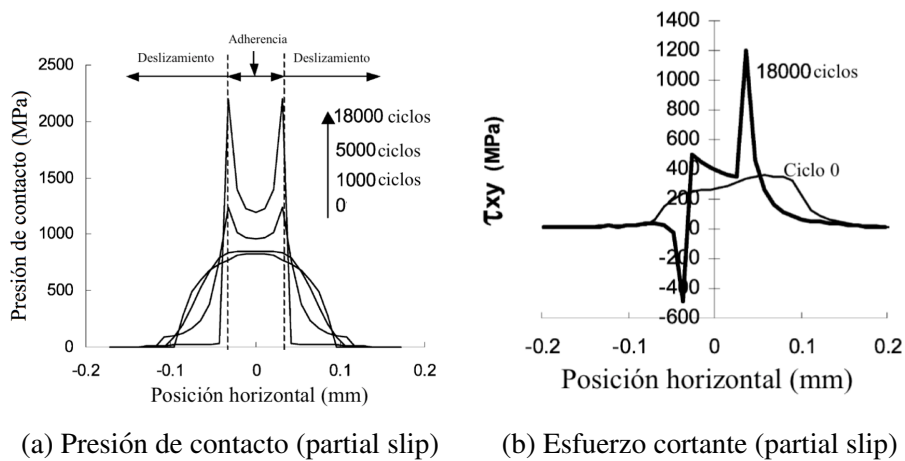 Adherencia
Deslizamiento
Deslizamiento
Presión de contacto (MPa)
2500
2000
1500
1000
500
0
18000 ciclos
5000 ciclos
1000 ciclos
0
-0.2
-0.1
0
0.1
0.2
Posición horizontal (mm)
(a) Presión de contacto (partial slip)
τxy (MPa)
1400
1200
1000
800
600
400
200
0
-200
-400
-600
18000 ciclos
Ciclo 0
-0.2
-0.1
0
0.1
0.2
Posición horizontal (mm)
(b) Esfuerzo cortante (partial slip)